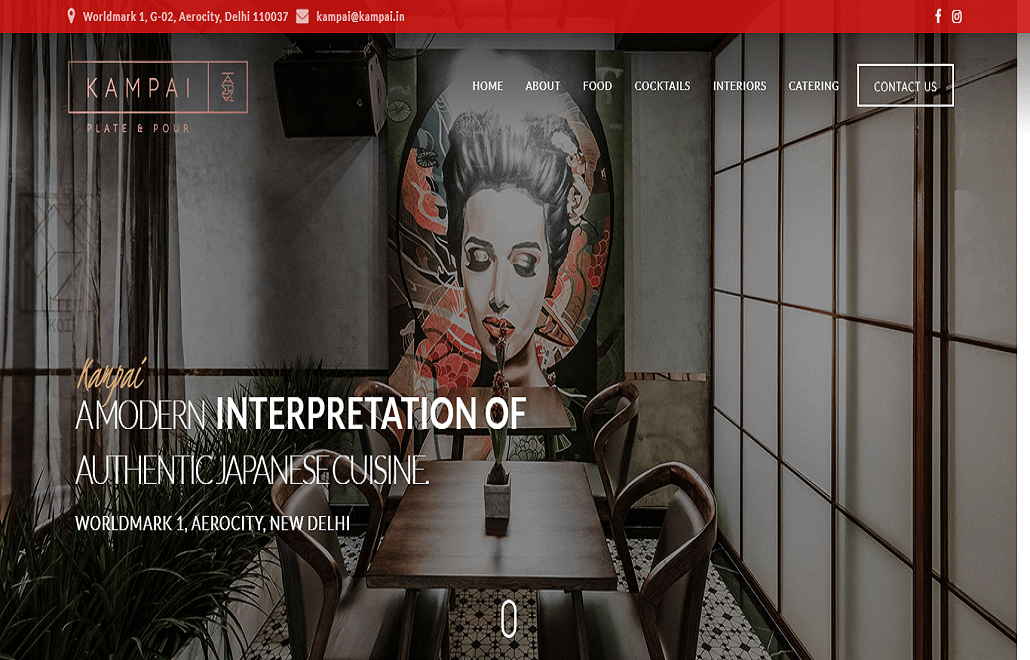 Worldmark 1, G-02, Aerocity, Delhi 110037 kampai@kampai.in
KAMPAI
PLATE & POUR
HOME ABOUT FOOD COCKTAILS INTERIORS CATERING CONTACT US
Kampai
A MODERN INTERPRETATION OF
AUTHENTIC JAPANESE CUISINE.
WORLDMARK 1, AEROCITY, NEW DELHI